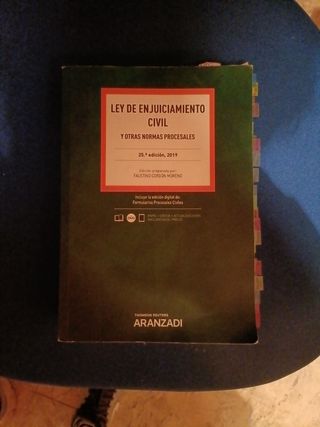 LEY DE ENJUICIAMIENTO
CIVIL
Y OTRAS NORMAS PROCESALES
25.ª edición, 2019
Edición preparada por:
FAUSTINO CORDÓN MORENO
Incluye la edición digital de
Formularios Procesales Civiles
THOMSON REUTERS
ARANZADI